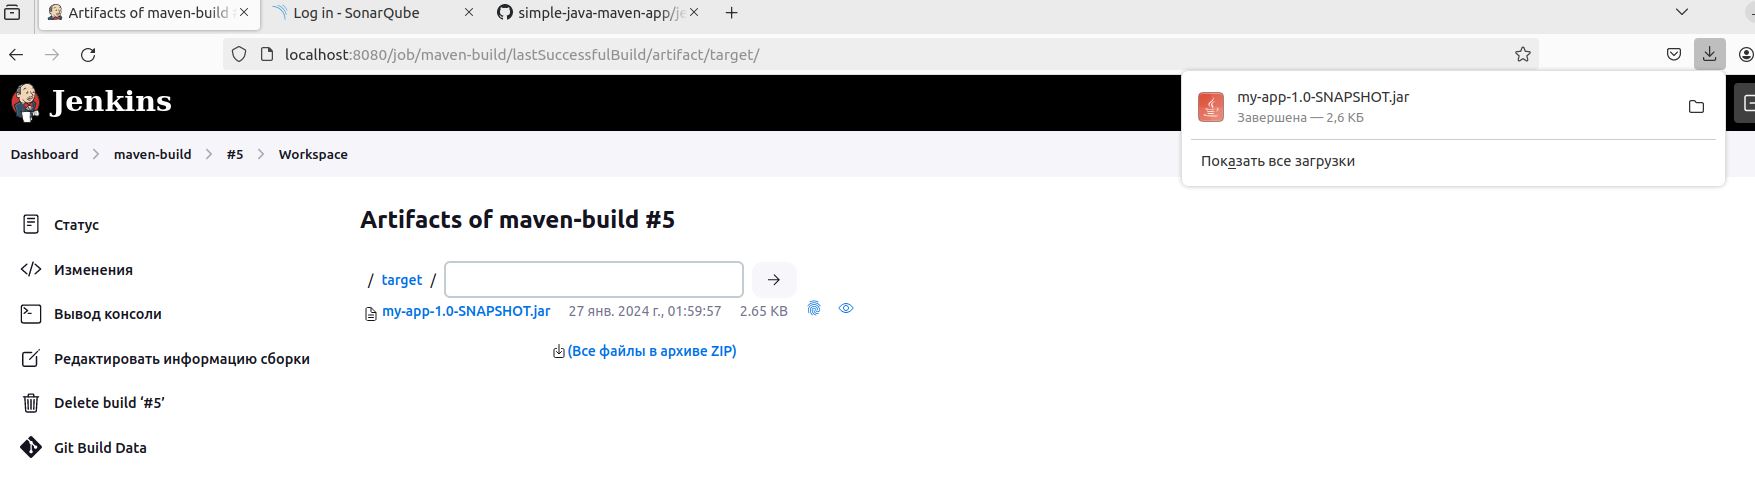 Artifacts of maven-build #
Log in - SonarQube
simple-java-maven-app/je
localhost:8080/job/maven-build/lastSuccessfulBuild/artifact/target/
Jenkins
my-app-1.0-SNAPSHOT.jar
Завершена — 2,6 КБ
Показать все загрузки
Dashboard
maven-build
#5
Workspace
Статус
Изменения
Вывод консоли
Редактировать информацию сборки
Delete build ‘#5’
Git Build Data
Artifacts of maven-build #5
/ target /
my-app-1.0-SNAPSHOT.jar 27 янв. 2024 г., 01:59:57 2.65 KB
(Все файлы в архиве ZIP)